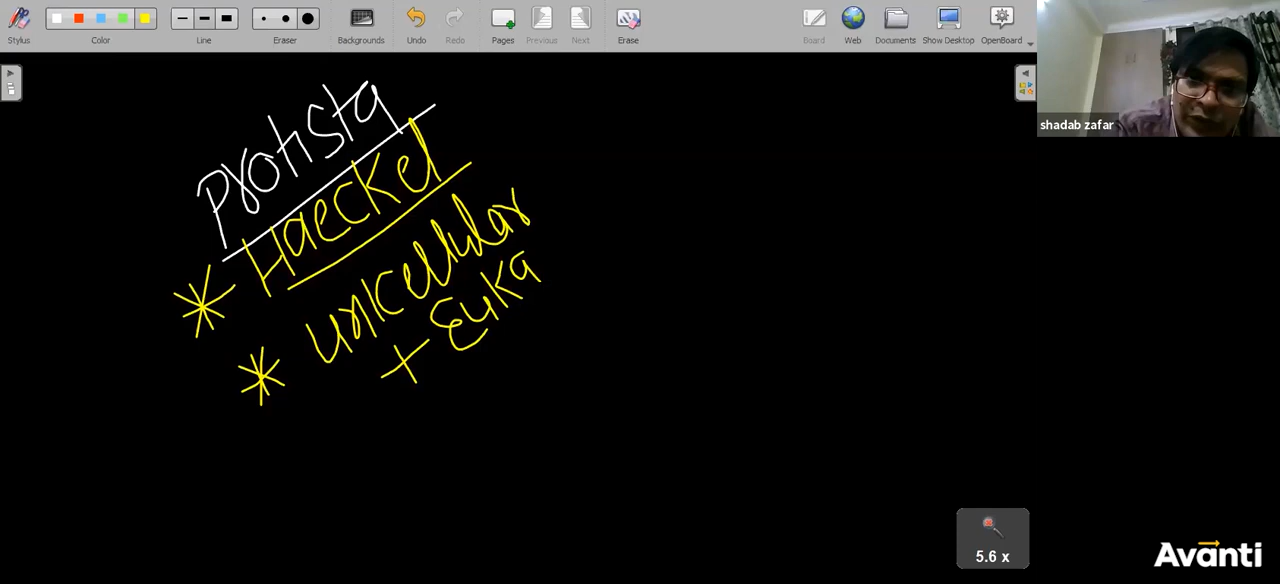 Stylus
Color
Line
Eraser
Backgrounds
Undo
Redo
Pages
Previous
Next
Erase
Board
Web
Documents
Show Desktop
OpenBoard
shadab zafar
Protista
* Haeckel
* unicellular
+ Euka
5.6 x
Avanti